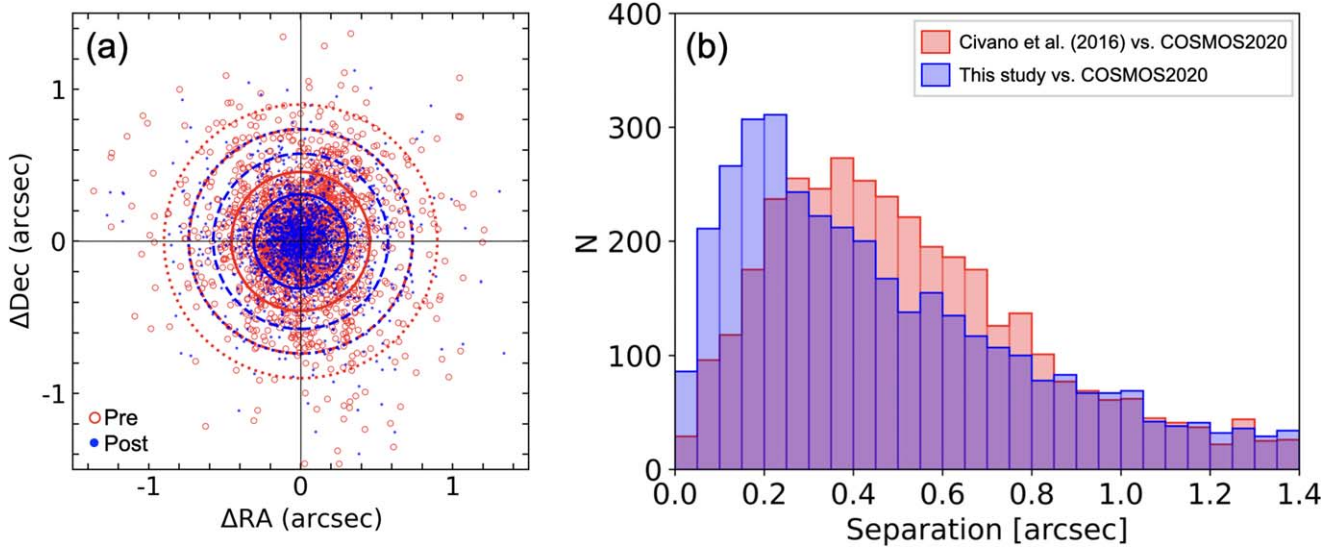 (a)
1
0
-1
ΔDec (arcsec)
Pre
Post
-1
0
1
ΔRA (arcsec)
(b)
Civano et al. (2016) vs. COSMOS2020
This study vs. COSMOS2020
400
300
200
100
0
N
0.0
0.2
0.4
0.6
0.8
1.0
1.2
1.4
Separation [arcsec]